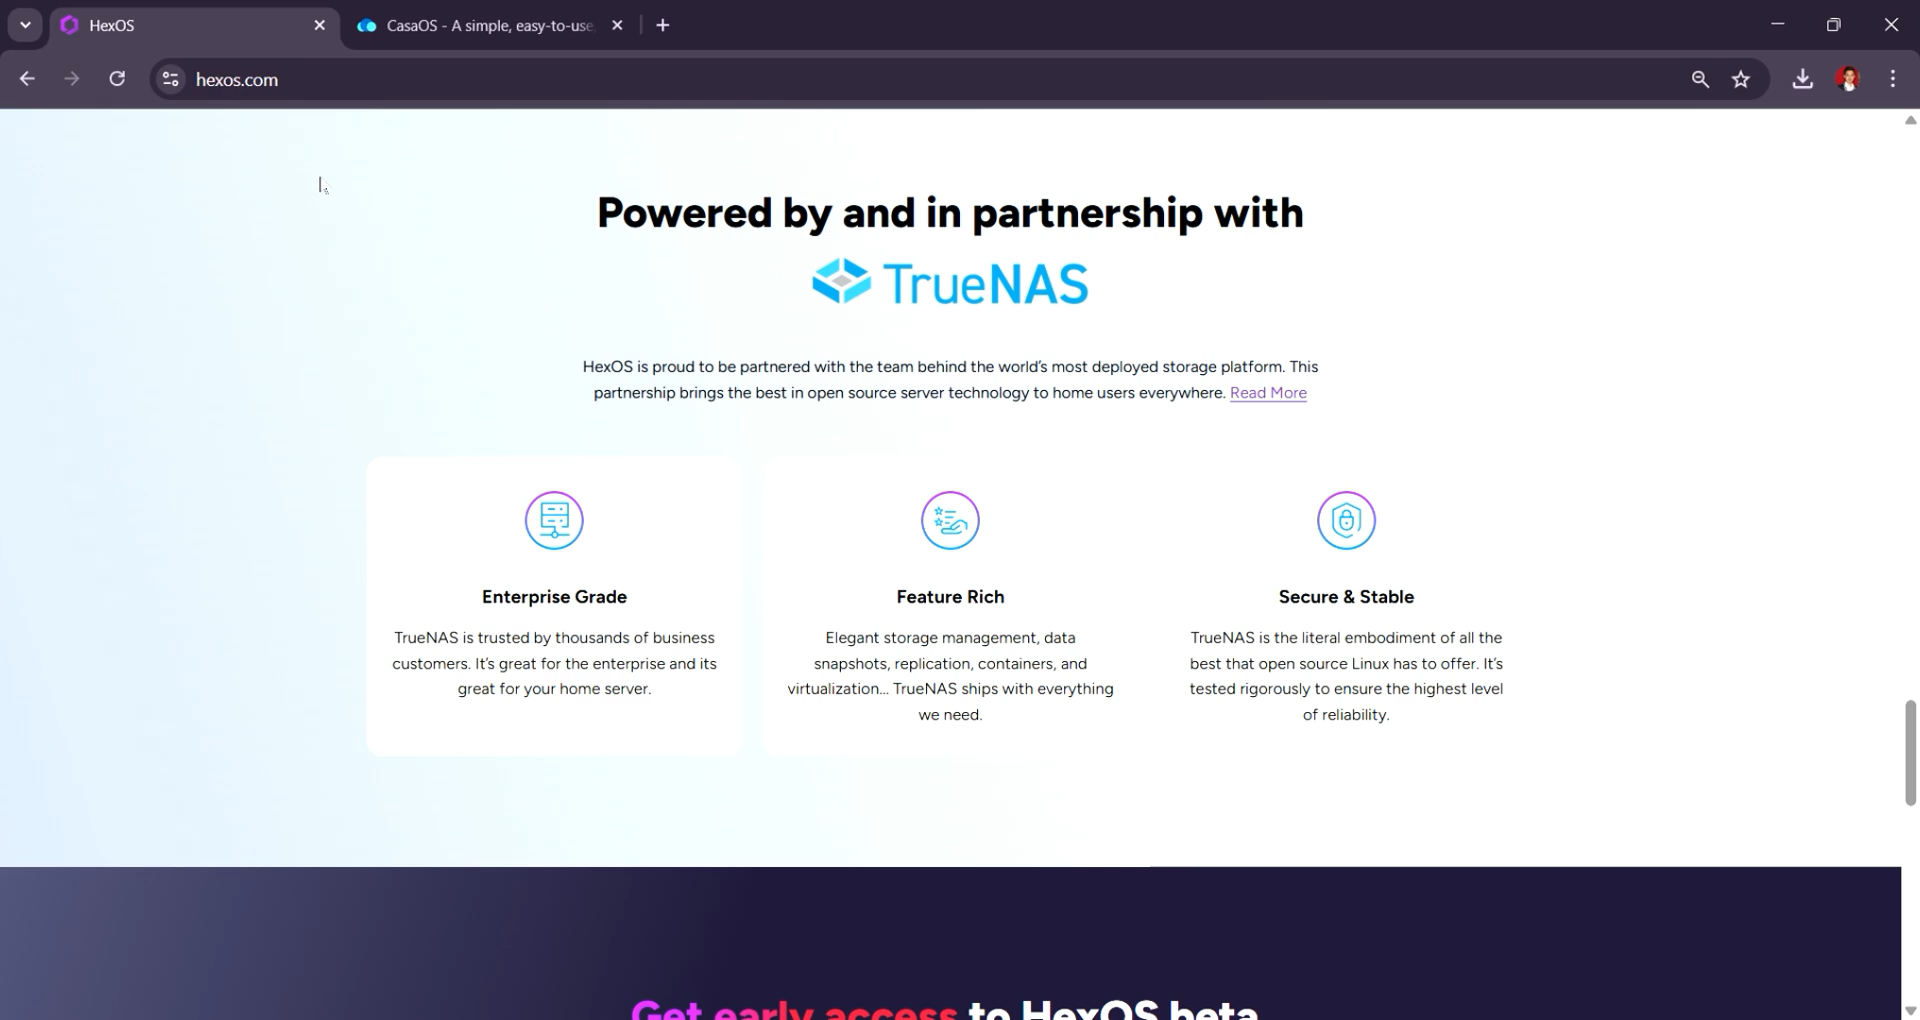 HexOS
CasaOS - A simple, easy-to-use
hexos.com
Powered by and in partnership with
TrueNAS
HexOS is proud to be partnered with the team behind the world's most deployed storage platform. This
partnership brings the best in open source server technology to home users everywhere. Read More
Enterprise Grade
TrueNAS is trusted by thousands of business
customers. It's great for the enterprise and its
great for your home server.
Feature Rich
Elegant storage management, data
snapshots, replication, containers, and
virtualization... TrueNAS ships with everything
we need.
Secure & Stable
TrueNAS is the literal embodiment of all the
best that open source Linux has to offer. It's
tested rigorously to ensure the highest level
of reliability.
Get early access to HexOS beta